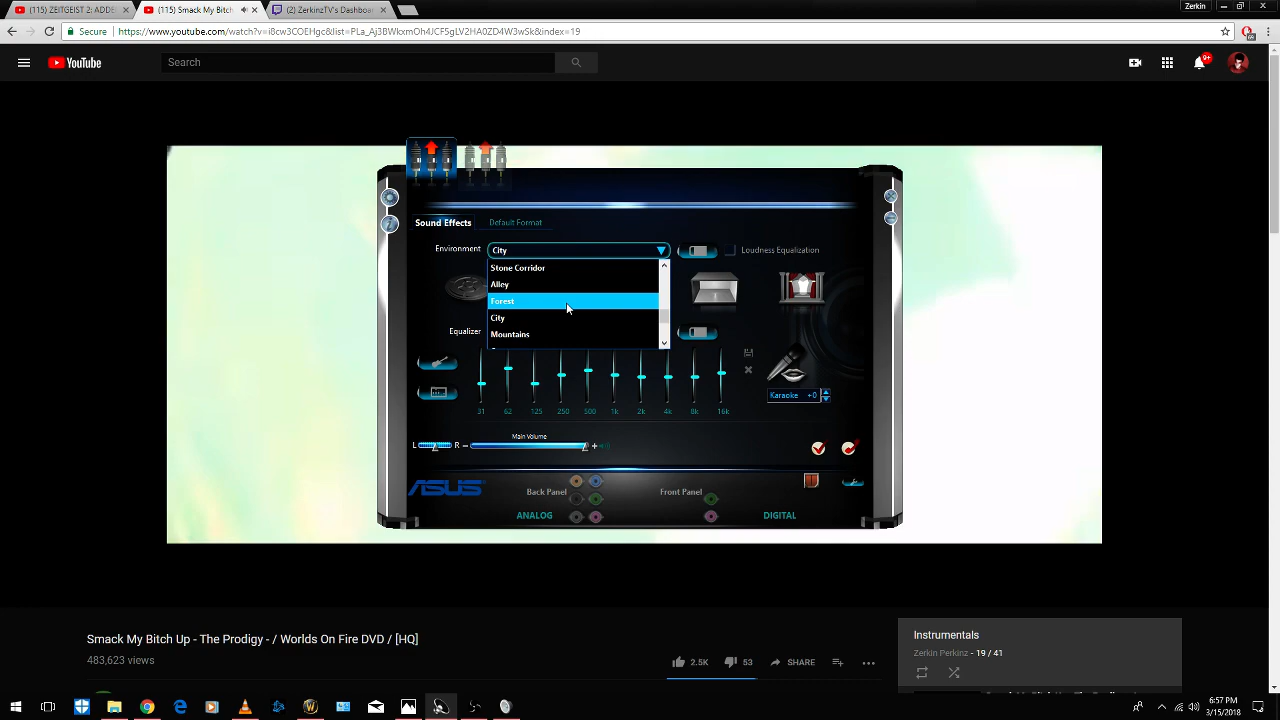 (115) ZEITGEIST 2: ADDE
(115) Smack My Bitch
(2) ZerkinzTV's Dashboa
Zerkin
Secure
https://www.youtube.com/watch?v=i8cw3COEHgc&list=PLa_Aj3BWkxmOh4JCF5gLV2HA0ZD4W3wSk&index=19
69
YouTube
Search
9+
Sound Effects
Default Format
Environment
City
Loudness Equalization
Stone Corridor
Alley
Forest
City
Mountains
Equalizer
31 62 125 250 500 1k 2k 4k 8k 16k
Karaoke +0
Main Volume
L R − +
ASUS
Back Panel
Front Panel
ANALOG
DIGITAL
Smack My Bitch Up - The Prodigy - / Worlds On Fire DVD / [HQ]
483,623 views
2.5K
53
SHARE
Instrumentals
Zerkin Perkinz - 19 / 41
6:57 PM
3/15/2018